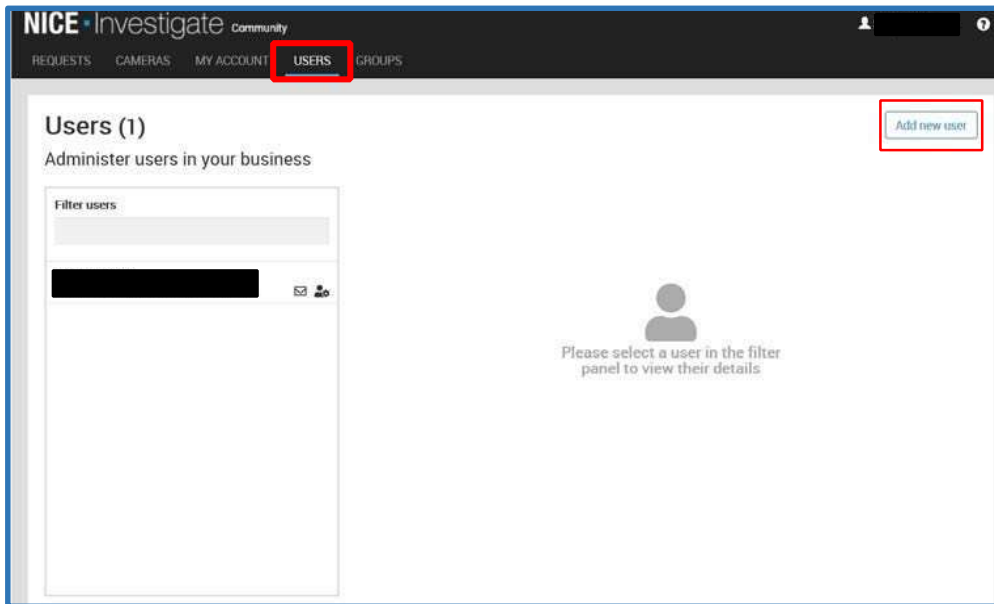 NICE Investigate Community
REQUESTS CAMERAS MY ACCOUNT USERS GROUPS
Users (1)
Add new user
Administer users in your business
Filter users
Please select a user in the filter
panel to view their details